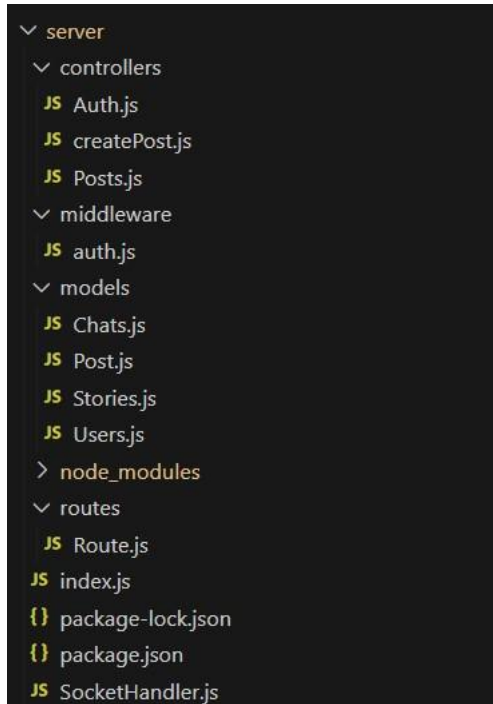 server
controllers
JS Auth.js
JS createPost.js
JS Posts.js
middleware
JS auth.js
models
JS Chats.js
JS Post.js
JS Stories.js
JS Users.js
node_modules
routes
JS Route.js
JS index.js
{} package-lock.json
{} package.json
JS SocketHandler.js